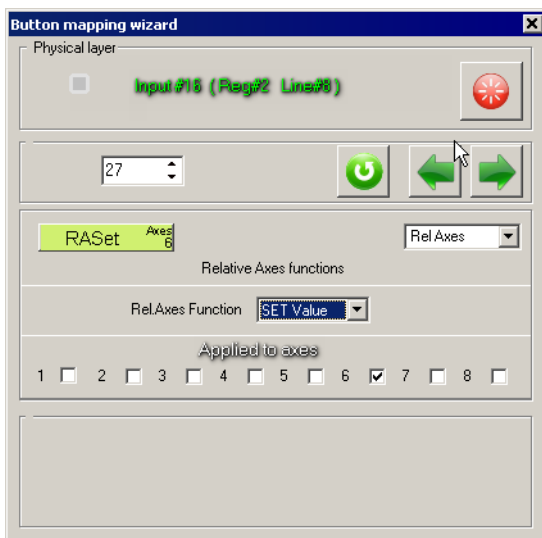 Button mapping wizard
Physical layer
Input#16 (Reg#2 Line#8)
27
RASet Axes 6
Rel Axes
Relative Axes functions
Rel.Axes Function SET Value
Applied to axes
1 2 3 4 5 6 7 8